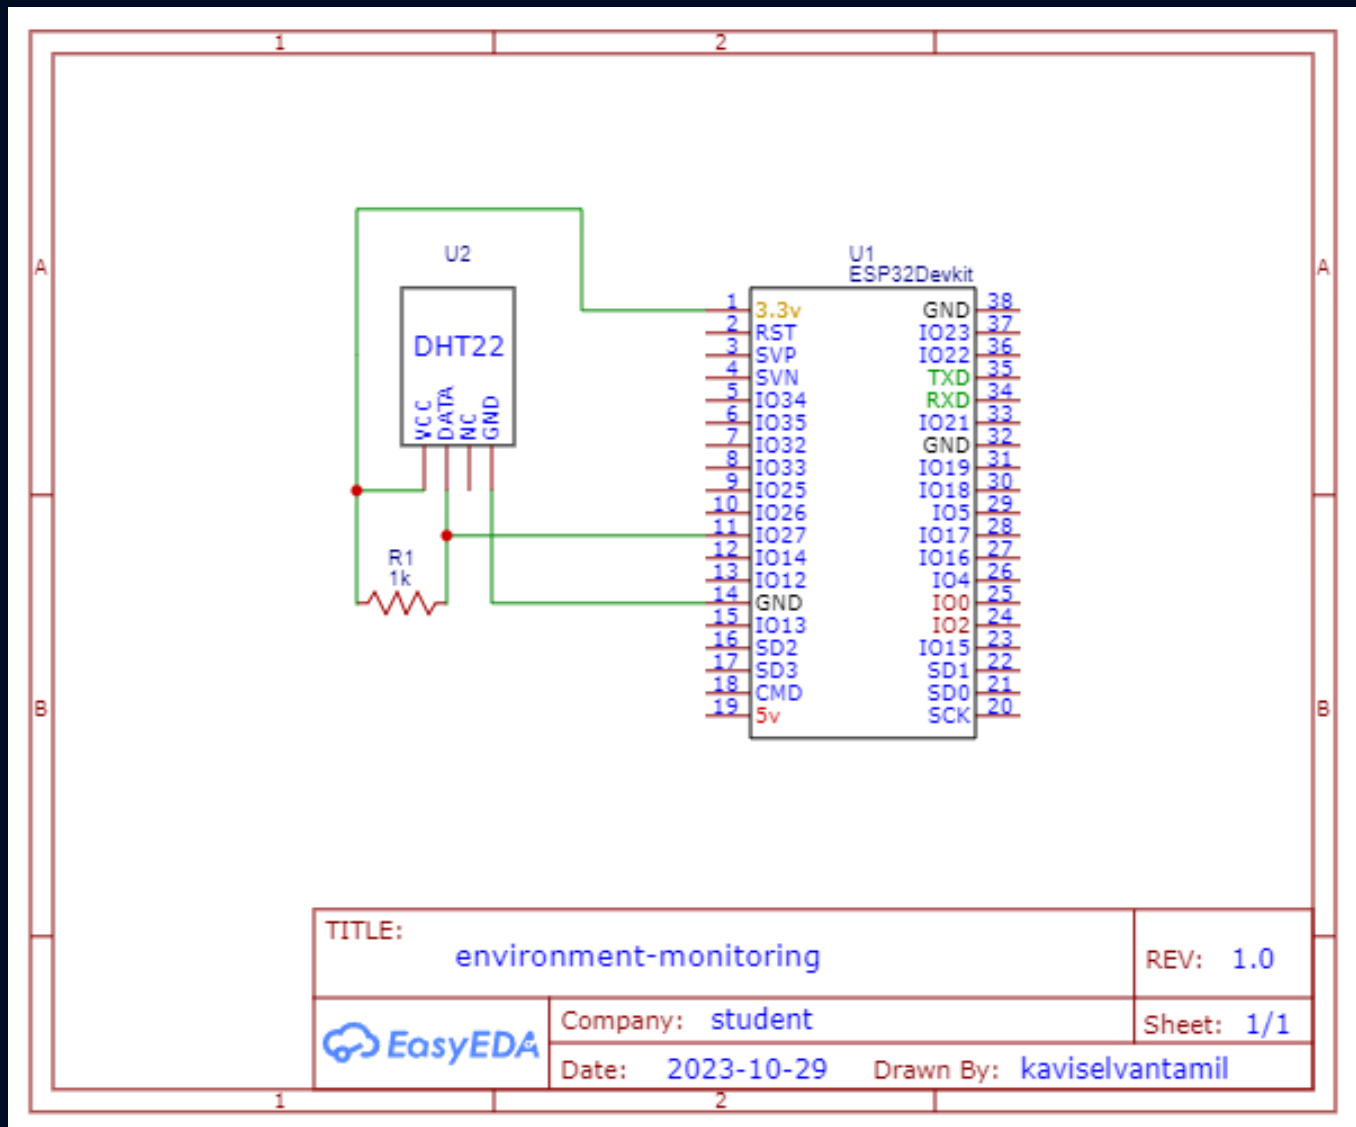 1 2
A A
U2
U1
ESP32Devkit
DHT22
VCC
DATA
NC
GND
1 3.3v
2 RST
3 SVP
4 SVN
5 IO34
6 IO35
7 IO32
8 IO33
9 IO25
10 IO26
11 IO27
12 IO14
13 IO12
14 GND
15 IO13
16 SD2
17 SD3
18 CMD
19 5v
GND 38
IO23 37
IO22 36
TXD 35
RXD 34
IO21 33
GND 32
IO19 31
IO18 30
IO5 29
IO17 28
IO16 27
IO4 26
IO0 25
IO2 24
IO15 23
SD1 22
SD0 21
SCK 20
R1
1k
B B
TITLE:
environment-monitoring
REV: 1.0
EasyEDA
Company: student
Sheet: 1/1
Date: 2023-10-29 Drawn By: kaviselvantamil
1 2